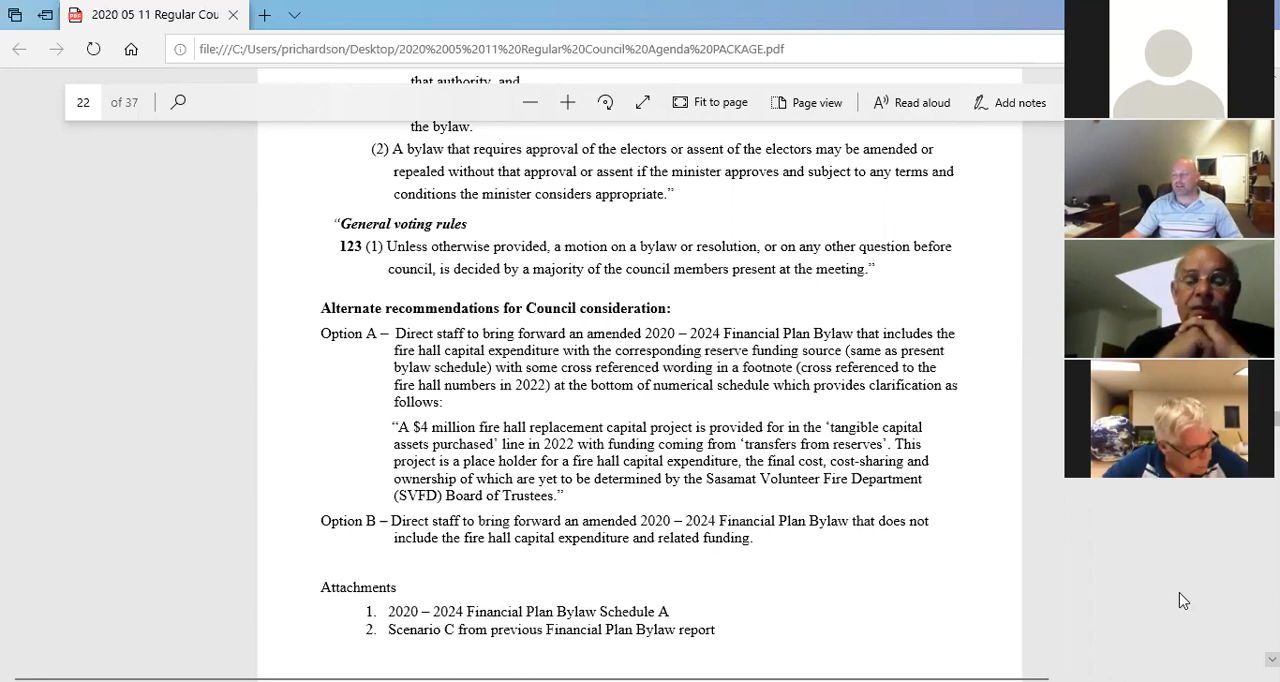 2020 05 11 Regular Cou
file:///C:/Users/prichardson/Desktop/2020%2005%2011%20Regular%20Council%20Agenda%20PACKAGE.pdf
that authority, and
22 of 37 Fit to page Page view Read aloud Add notes
the bylaw.
(2) A bylaw that requires approval of the electors or assent of the electors may be amended or
repealed without that approval or assent if the minister approves and subject to any terms and
conditions the minister considers appropriate.”
“General voting rules
123 (1) Unless otherwise provided, a motion on a bylaw or resolution, or on any other question before
council, is decided by a majority of the council members present at the meeting.”
Alternate recommendations for Council consideration:
Option A – Direct staff to bring forward an amended 2020 – 2024 Financial Plan Bylaw that includes the
fire hall capital expenditure with the corresponding reserve funding source (same as present
bylaw schedule) with some cross referenced wording in a footnote (cross referenced to the
fire hall numbers in 2022) at the bottom of numerical schedule which provides clarification as
follows:
“A $4 million fire hall replacement capital project is provided for in the ‘tangible capital
assets purchased’ line in 2022 with funding coming from ‘transfers from reserves’. This
project is a place holder for a fire hall capital expenditure, the final cost, cost-sharing and
ownership of which are yet to be determined by the Sasamat Volunteer Fire Department
(SVFD) Board of Trustees.”
Option B – Direct staff to bring forward an amended 2020 – 2024 Financial Plan Bylaw that does not
include the fire hall capital expenditure and related funding.
Attachments
1. 2020 – 2024 Financial Plan Bylaw Schedule A
2. Scenario C from previous Financial Plan Bylaw report